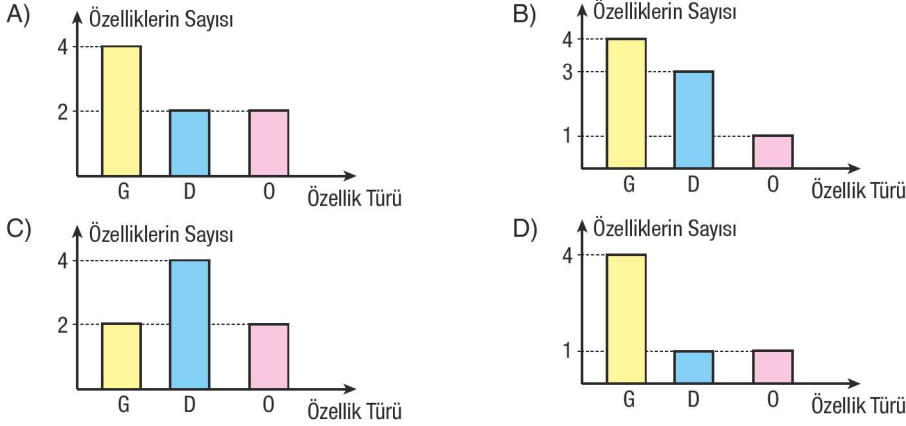 A)
Özelliklerin Sayısı
4
2
G D O
Özellik Türü
B)
Özelliklerin Sayısı
4
3
1
G D O
Özellik Türü
C)
Özelliklerin Sayısı
4
2
G D O
Özellik Türü
D)
Özelliklerin Sayısı
4
1
G D O
Özellik Türü